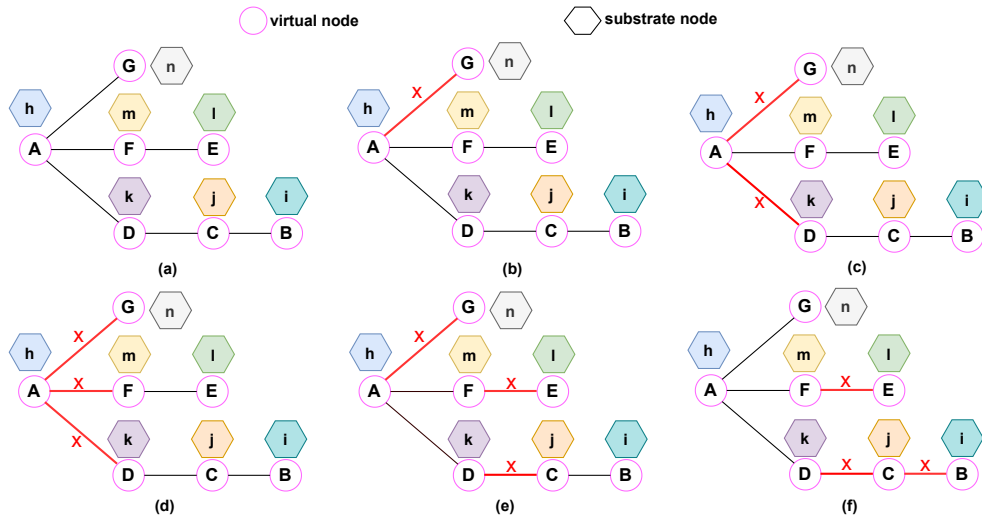 virtual node
substrate node
G n
h m l
A F E
k j i
D C B
(a)
X G n
h m l
A F E
k j i
D C B
(b)
X G n
h m l
A F E
X k j i
D C B
(c)
X G n
h m l
A X F E
X k j i
D C B
(d)
X G n
h m l
A F X E
k j i
D X C B
(e)
G n
h m l
A F X E
k j i
D X C X B
(f)